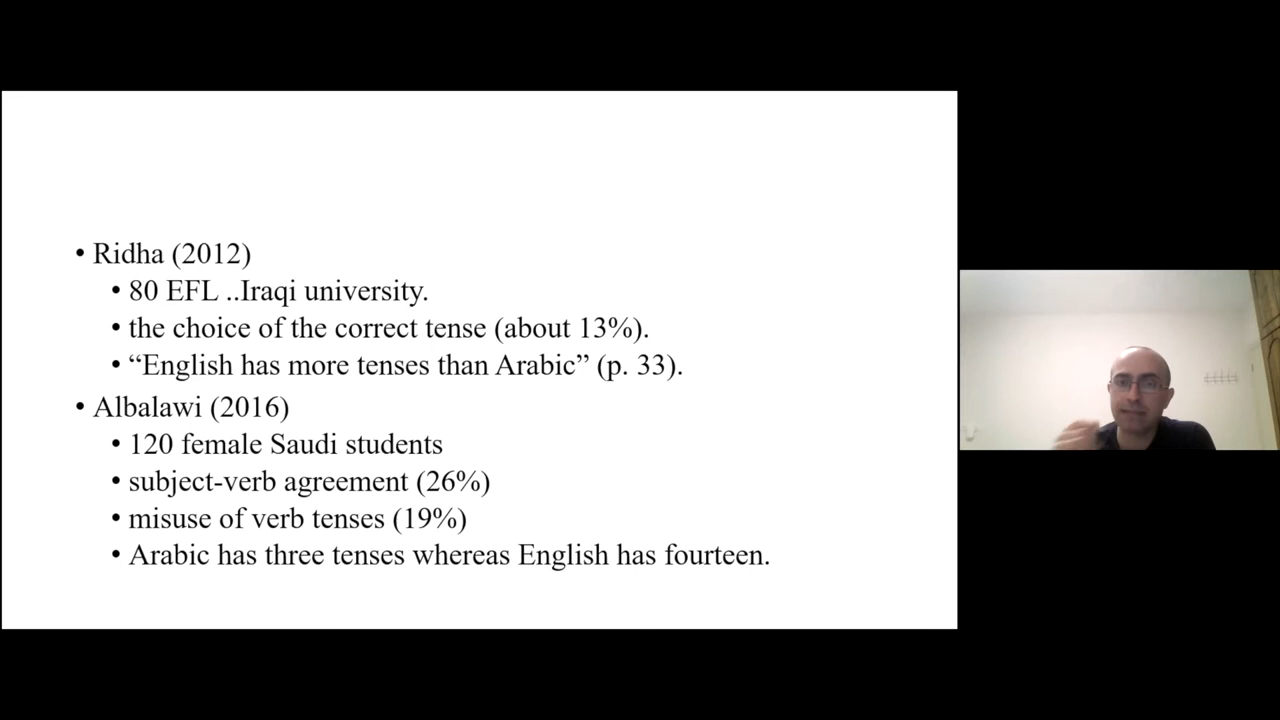 • Ridha (2012)
• 80 EFL ..Iraqi university.
• the choice of the correct tense (about 13%).
• “English has more tenses than Arabic” (p. 33).
• Albalawi (2016)
• 120 female Saudi students
• subject-verb agreement (26%)
• misuse of verb tenses (19%)
• Arabic has three tenses whereas English has fourteen.